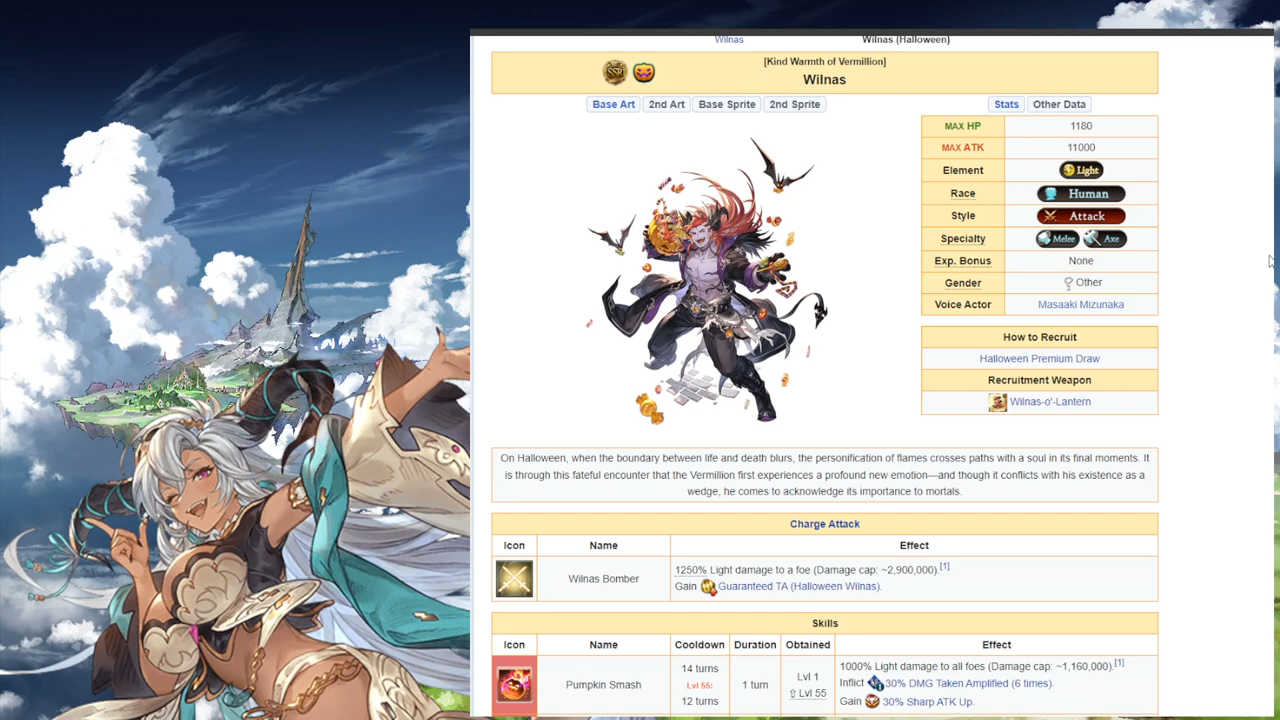 Wilnas
Wilnas (Halloween)
SSR
[Kind Warmth of Vermillion]
Wilnas
Base Art
2nd Art
Base Sprite
2nd Sprite
Stats
Other Data
MAX HP 1180
MAX ATK 11000
Element Light
Race Human
Style Attack
Specialty Melee Axe
Exp. Bonus None
Gender Other
Voice Actor Masaaki Mizunaka
How to Recruit
Halloween Premium Draw
Recruitment Weapon
Wilnas-o'-Lantern
On Halloween, when the boundary between life and death blurs, the personification of flames crosses paths with a soul in its final moments. It
is through this fateful encounter that the Vermillion first experiences a profound new emotion—and though it conflicts with his existence as a
wedge, he comes to acknowledge its importance to mortals.
Charge Attack
Icon Name Effect
Wilnas Bomber
1250% Light damage to a foe (Damage cap: ~2,900,000).[1]
Gain Guaranteed TA (Halloween Wilnas).
Skills
Icon Name Cooldown Duration Obtained Effect
Pumpkin Smash
14 turns
Lvl 55:
12 turns
1 turn
Lvl 1
⇧ Lvl 55
1000% Light damage to all foes (Damage cap: ~1,160,000).[1]
Inflict 30% DMG Taken Amplified (6 times).
Gain 30% Sharp ATK Up.